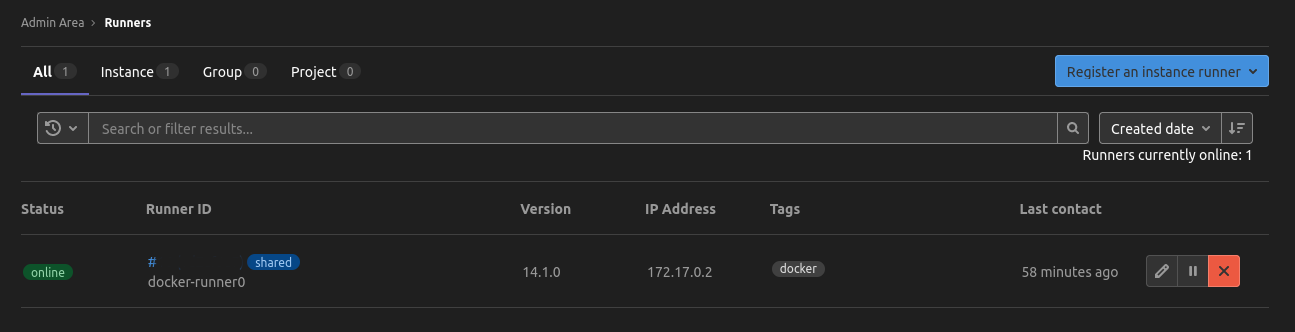 Admin Area › Runners
All 1 Instance 1 Group 0 Project 0 Register an instance runner
Search or filter results... Created date
Runners currently online: 1
Status Runner ID Version IP Address Tags Last contact
online # shared 14.1.0 172.17.0.2 docker 58 minutes ago
docker-runner0